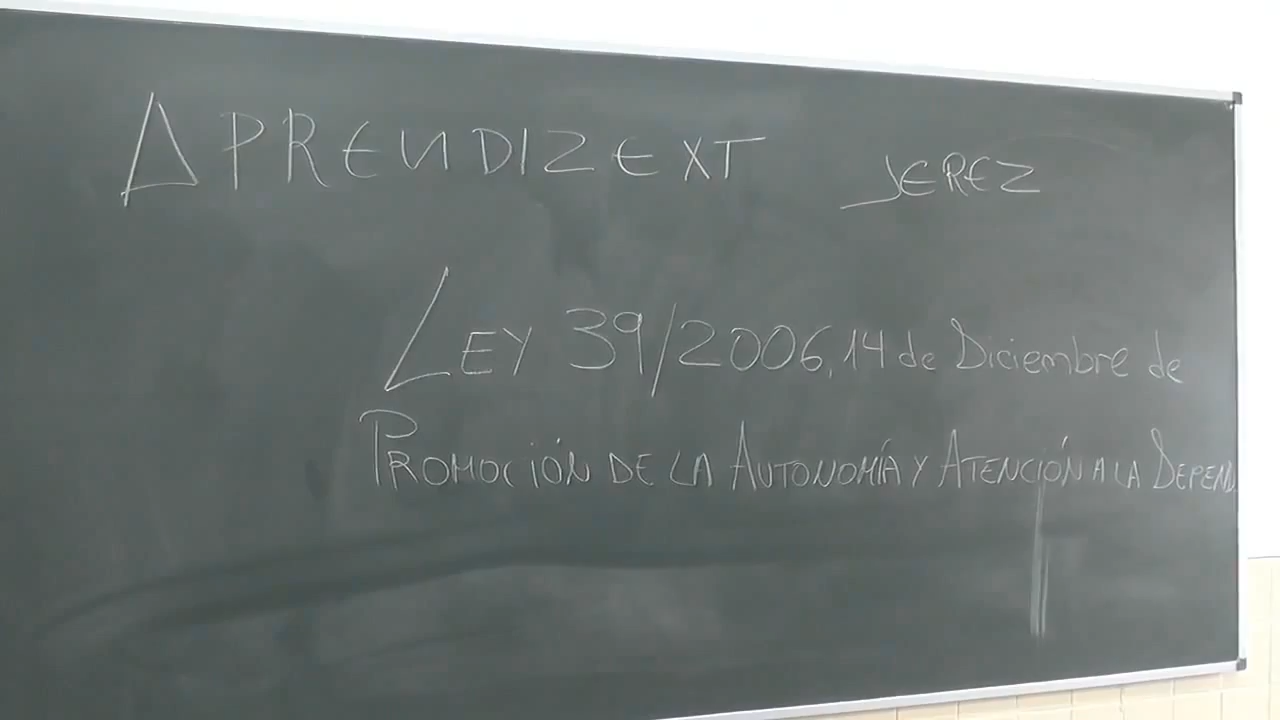 APRENDIZEXT JEREZ
LEY 39/2006, 14 de Diciembre de
PROMOCIÓN DE LA AUTONOMÍA Y ATENCIÓN A LA DEPEND.